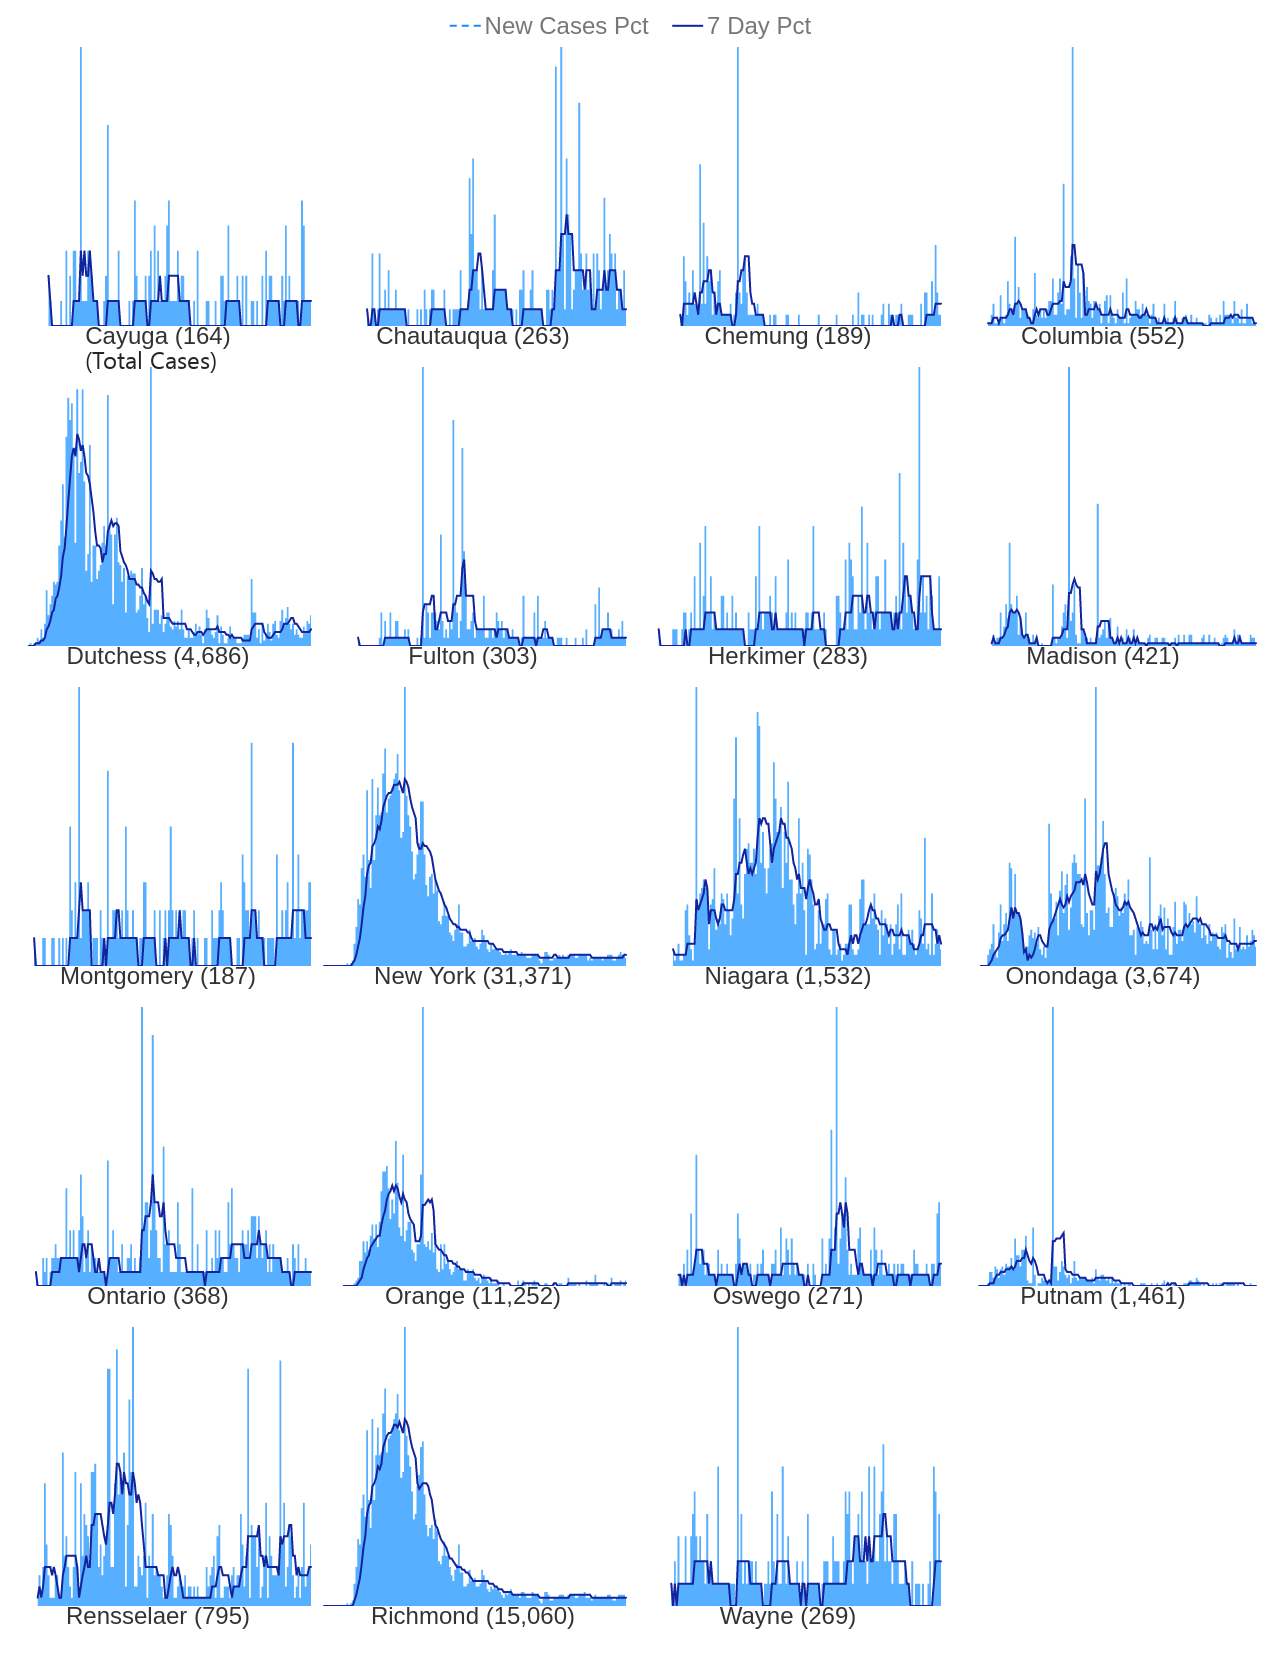 New Cases Pct 7 Day Pct
Cayuga (164) Chautauqua (263) Chemung (189) Columbia (552)
(Total Cases)
Dutchess (4,686) Fulton (303) Herkimer (283) Madison (421)
Montgomery (187) New York (31,371) Niagara (1,532) Onondaga (3,674)
Ontario (368) Orange (11,252) Oswego (271) Putnam (1,461)
Rensselaer (795) Richmond (15,060) Wayne (269)